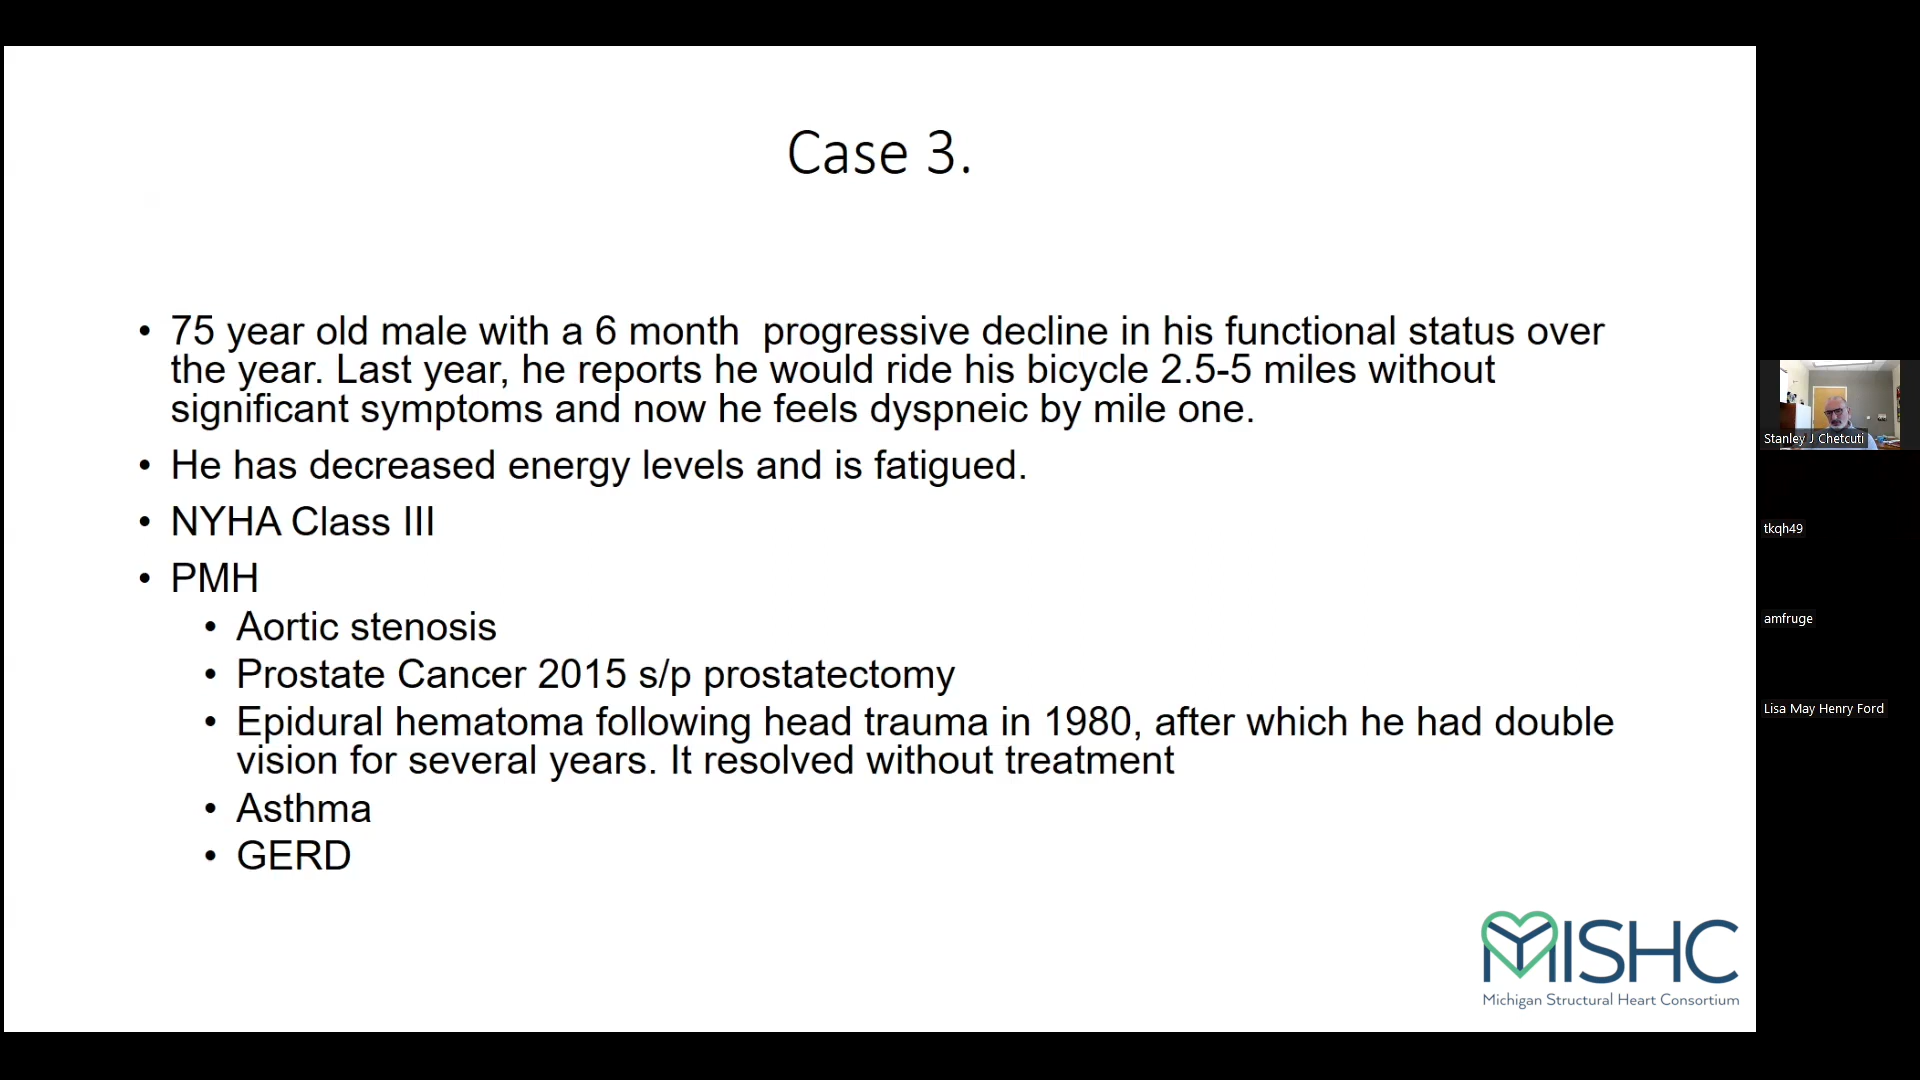 Case 3.
• 75 year old male with a 6 month  progressive decline in his functional status over
the year. Last year, he reports he would ride his bicycle 2.5-5 miles without
significant symptoms and now he feels dyspneic by mile one.
• He has decreased energy levels and is fatigued.
• NYHA Class III
• PMH
• Aortic stenosis
• Prostate Cancer 2015 s/p prostatectomy
• Epidural hematoma following head trauma in 1980, after which he had double
vision for several years. It resolved without treatment
• Asthma
• GERD
MISHC
Michigan Structural Heart Consortium
Stanley J Chetcuti
tkqh49
amfruge
Lisa May Henry Ford